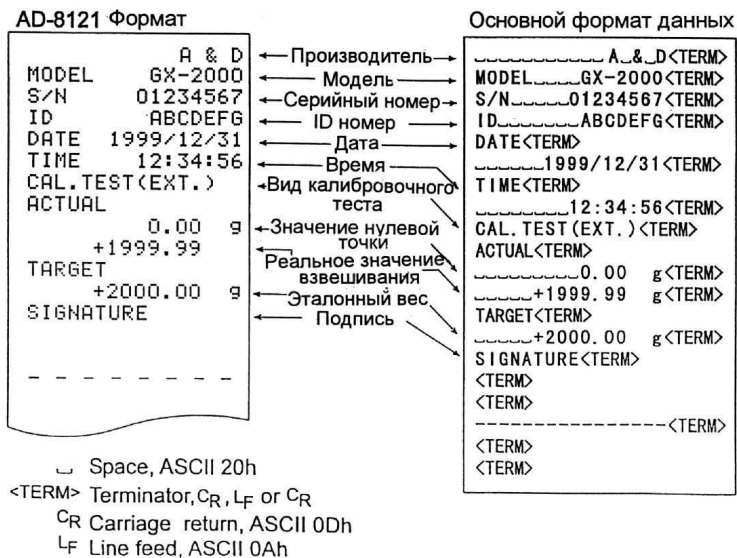 AD-8121 Формат
A & D
MODEL GX-2000
S/N 01234567
ID ABCDEFG
DATE 1999/12/31
TIME 12:34:56
CAL.TEST(EXT.)
ACTUAL
0.00 g
+1999.99
TARGET
+2000.00 g
SIGNATURE
- - - - - - - - -
Производитель
Модель
Серийный номер
ID номер
Дата
Время
Вид калибровочного
теста
Значение нулевой
точки
Реальное значение
взвешивания
Эталонный вес
Подпись
Основной формат данных
␣␣␣␣␣␣␣␣␣␣␣␣A␣&␣D<TERM>
MODEL␣␣␣␣GX-2000<TERM>
S/N␣␣␣␣␣01234567<TERM>
ID␣␣␣␣␣␣␣ABCDEFG<TERM>
DATE<TERM>
␣␣␣␣␣␣1999/12/31<TERM>
TIME<TERM>
␣␣␣␣␣␣␣␣12:34:56<TERM>
CAL.TEST(EXT.)<TERM>
ACTUAL<TERM>
␣␣␣␣␣␣␣␣␣0.00 g<TERM>
␣␣␣␣␣+1999.99 g<TERM>
TARGET<TERM>
␣␣␣␣␣+2000.00 g<TERM>
SIGNATURE<TERM>
<TERM>
<TERM>
------------------<TERM>
<TERM>
<TERM>
␣ Space, ASCII 20h
<TERM> Terminator, CR, LF or CR
CR Carriage return, ASCII 0Dh
LF Line feed, ASCII 0Ah